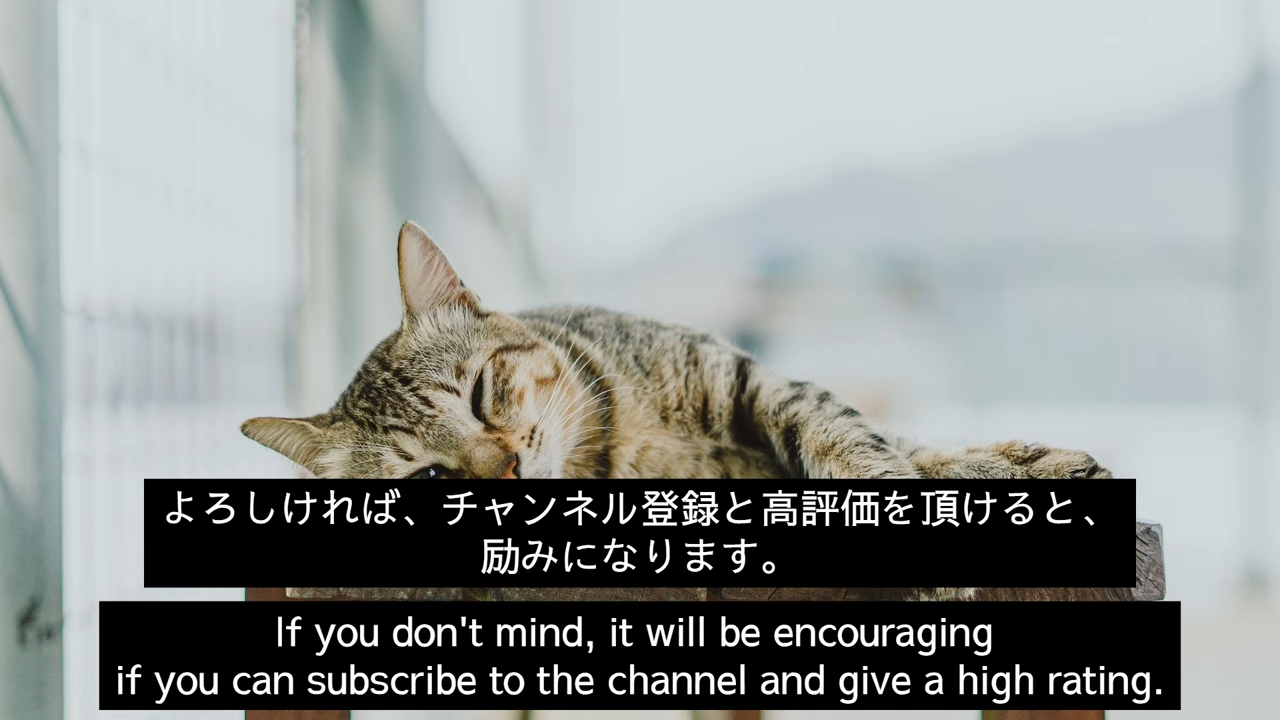 よろしければ、チャンネル登録と高評価を頂けると、
励みになります。
If you don't mind, it will be encouraging
if you can subscribe to the channel and give a high rating.